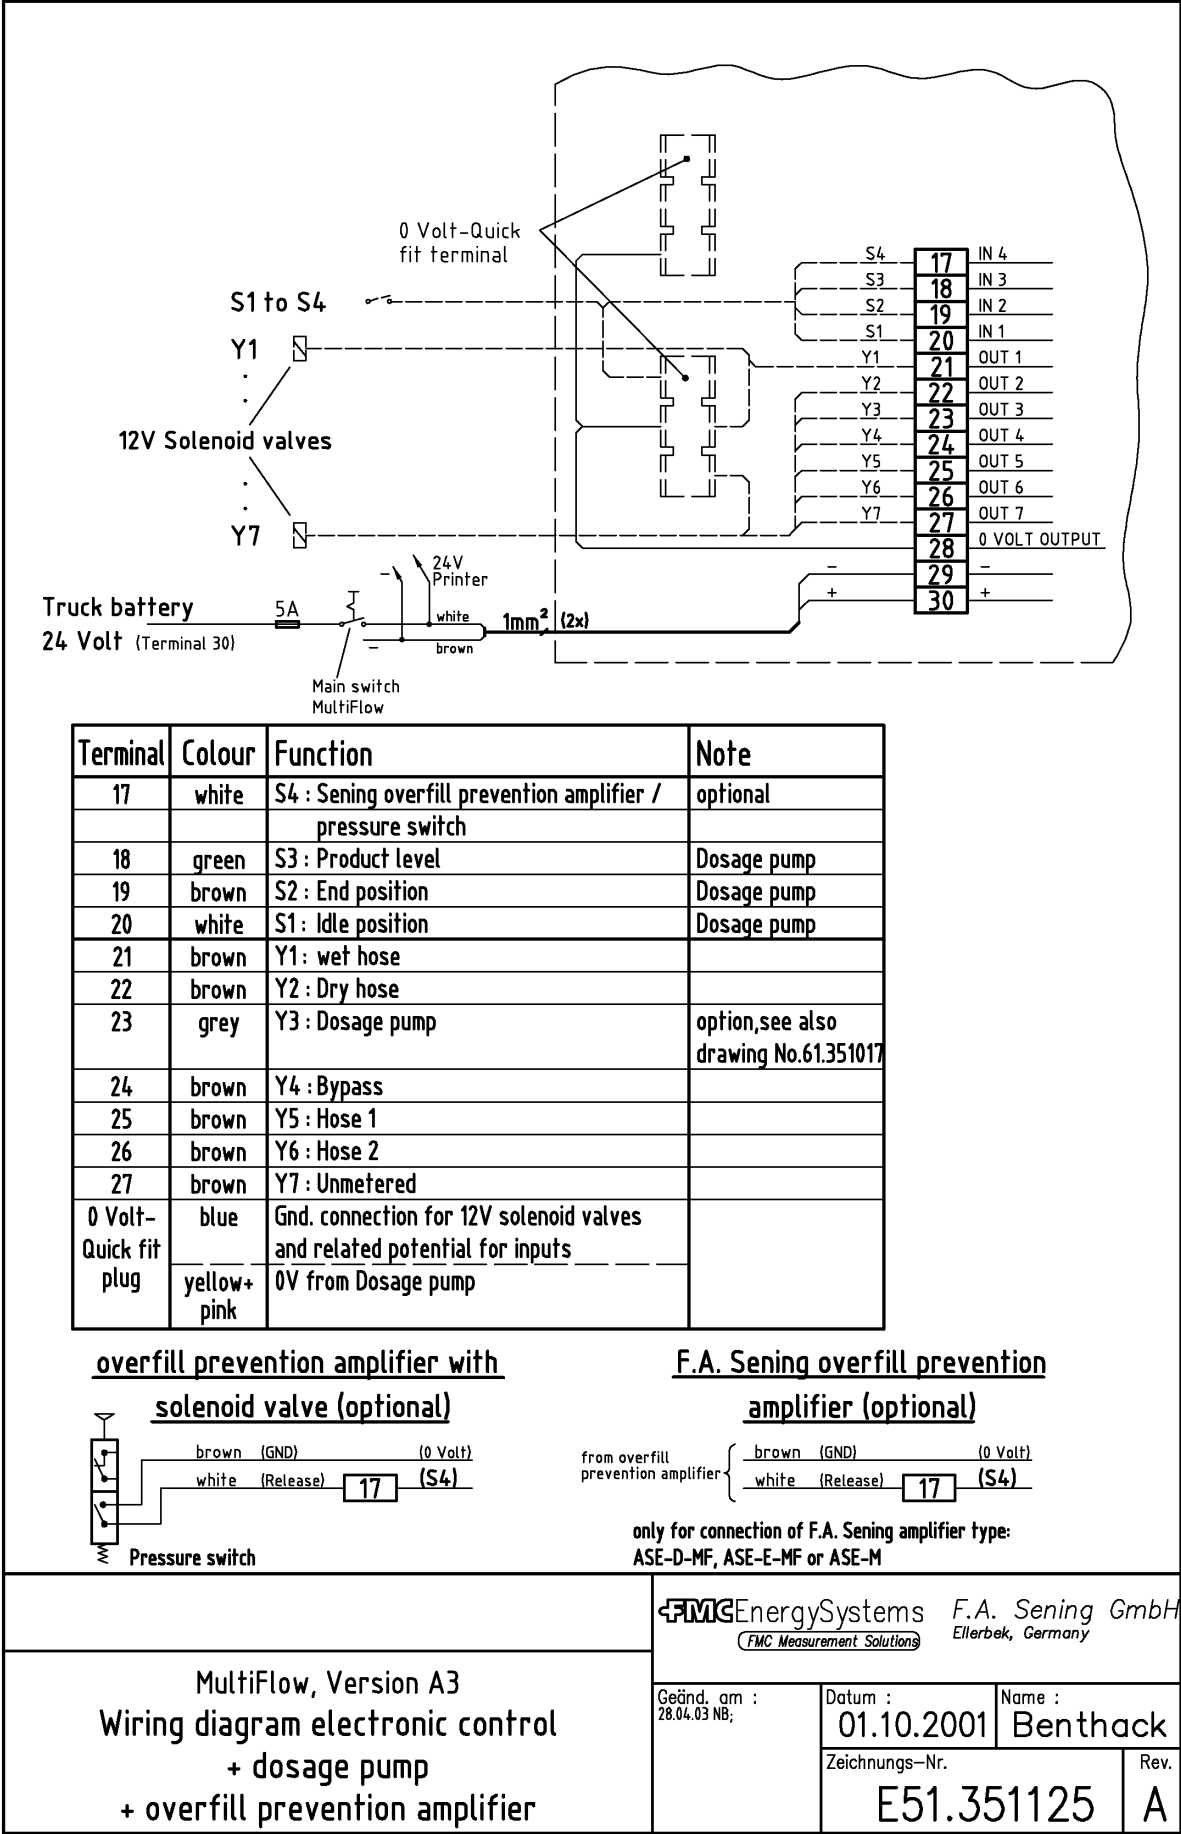 0 Volt-Quick
fit terminal
S1 to S4
Y1
12V Solenoid valves
Y7
S4 17 IN 4
S3 18 IN 3
S2 19 IN 2
S1 20 IN 1
Y1 21 OUT 1
Y2 22 OUT 2
Y3 23 OUT 3
Y4 24 OUT 4
Y5 25 OUT 5
Y6 26 OUT 6
Y7 27 OUT 7
28 0 VOLT OUTPUT
- 29 -
+ 30 +
- 24V
Printer
Truck battery 5A
24 Volt (Terminal 30)
white
- brown
1mm² (2x)
Main switch
MultiFlow
Terminal Colour Function Note
17 white S4 : Sening overfill prevention amplifier / optional
pressure switch
18 green S3 : Product level Dosage pump
19 brown S2 : End position Dosage pump
20 white S1 : Idle position Dosage pump
21 brown Y1 : wet hose
22 brown Y2 : Dry hose
23 grey Y3 : Dosage pump option,see also
drawing No.61.351017
24 brown Y4 : Bypass
25 brown Y5 : Hose 1
26 brown Y6 : Hose 2
27 brown Y7 : Unmetered
0 Volt- blue Gnd. connection for 12V solenoid valves
Quick fit and related potential for inputs
plug yellow+ 0V from Dosage pump
pink
overfill prevention amplifier with
solenoid valve (optional)
brown (GND) (0 Volt)
white (Release) 17 (S4)
Pressure switch
F.A. Sening overfill prevention
amplifier (optional)
from overfill
prevention amplifier
brown (GND) (0 Volt)
white (Release) 17 (S4)
only for connection of F.A. Sening amplifier type:
ASE-D-MF, ASE-E-MF or ASE-M
FMC EnergySystems
FMC Measurement Solutions
F.A. Sening GmbH
Ellerbek, Germany
MultiFlow, Version A3
Wiring diagram electronic control
+ dosage pump
+ overfill prevention amplifier
Geänd. am :
28.04.03 NB;
Datum :
01.10.2001
Name :
Benthack
Zeichnungs-Nr.
E51.351125
Rev.
A